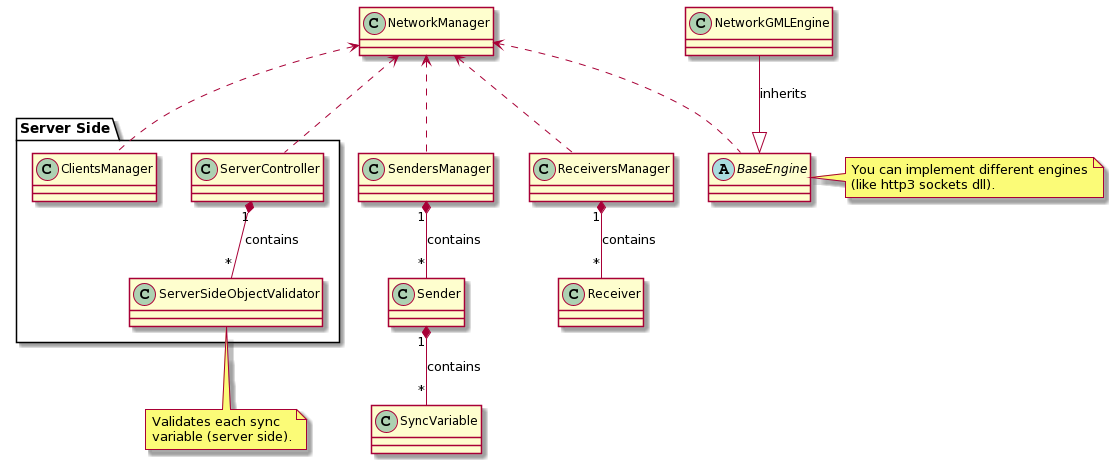 C NetworkManager
C NetworkGMLEngine
inherits
Server Side
C ClientsManager
C ServerController
C SendersManager
C ReceiversManager
A BaseEngine
You can implement different engines
(like http3 sockets dll).
1
contains
*
1
contains
*
1
contains
*
C ServerSideObjectValidator
C Sender
C Receiver
1
contains
*
Validates each sync
variable (server side).
C SyncVariable